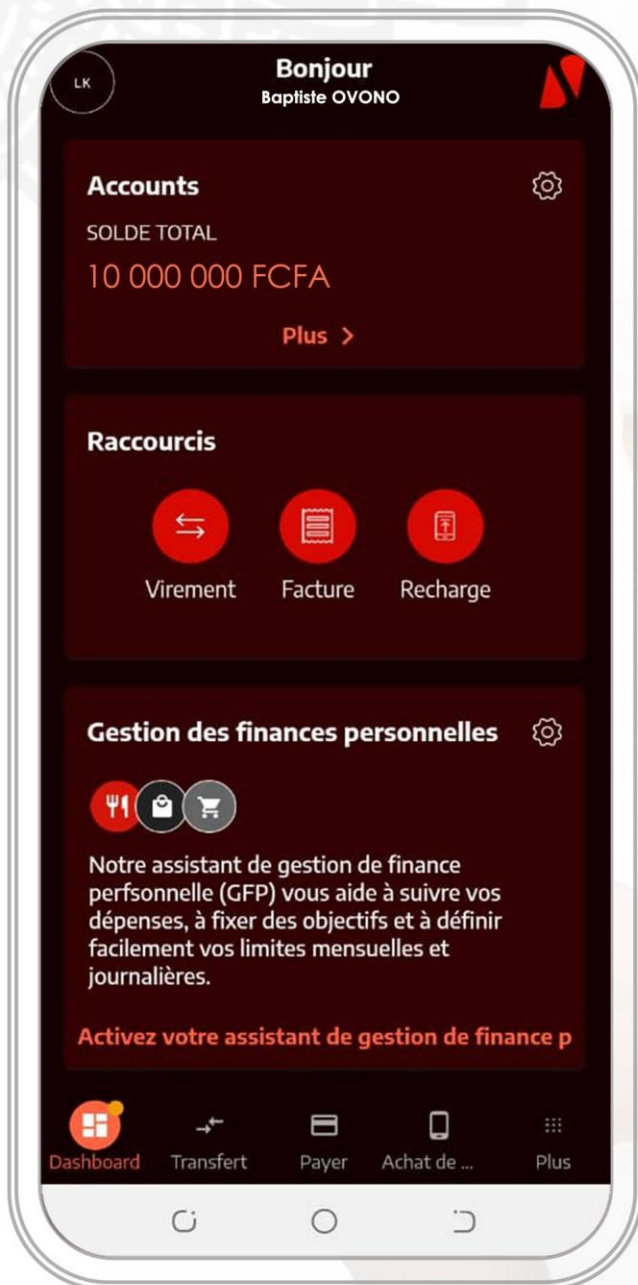 LK
Bonjour
Baptiste OVONO
Accounts
SOLDE TOTAL
10 000 000 FCFA
Plus >
Raccourcis
Virement
Facture
Recharge
Gestion des finances personnelles
Notre assistant de gestion de finance
perfsonnelle (GFP) vous aide à suivre vos
dépenses, à fixer des objectifs et à définir
facilement vos limites mensuelles et
journalières.
Activez votre assistant de gestion de finance p
Dashboard
Transfert
Payer
Achat de ...
Plus